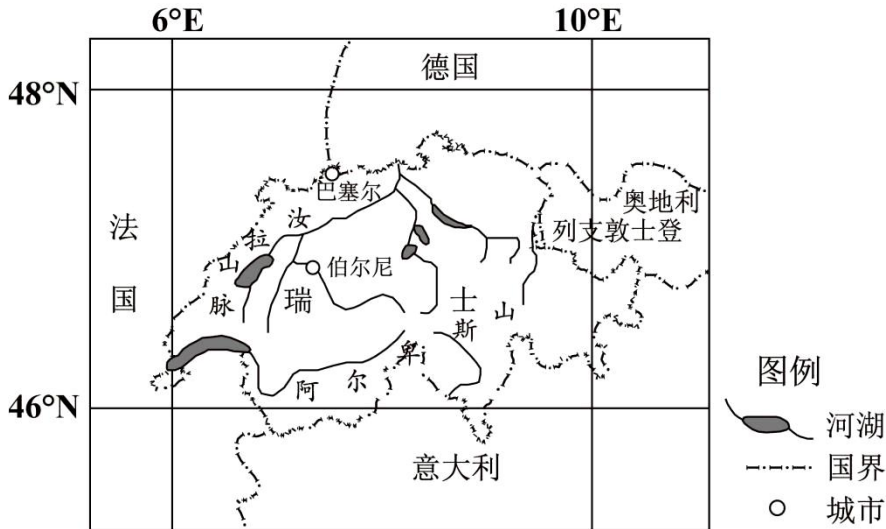 6°E 10°E
德国
48°N
巴塞尔
奥地利
列支敦士登
法国
汝拉山脉
伯尔尼
瑞士
阿尔卑斯山
46°N
意大利
图例
河湖
国界
城市